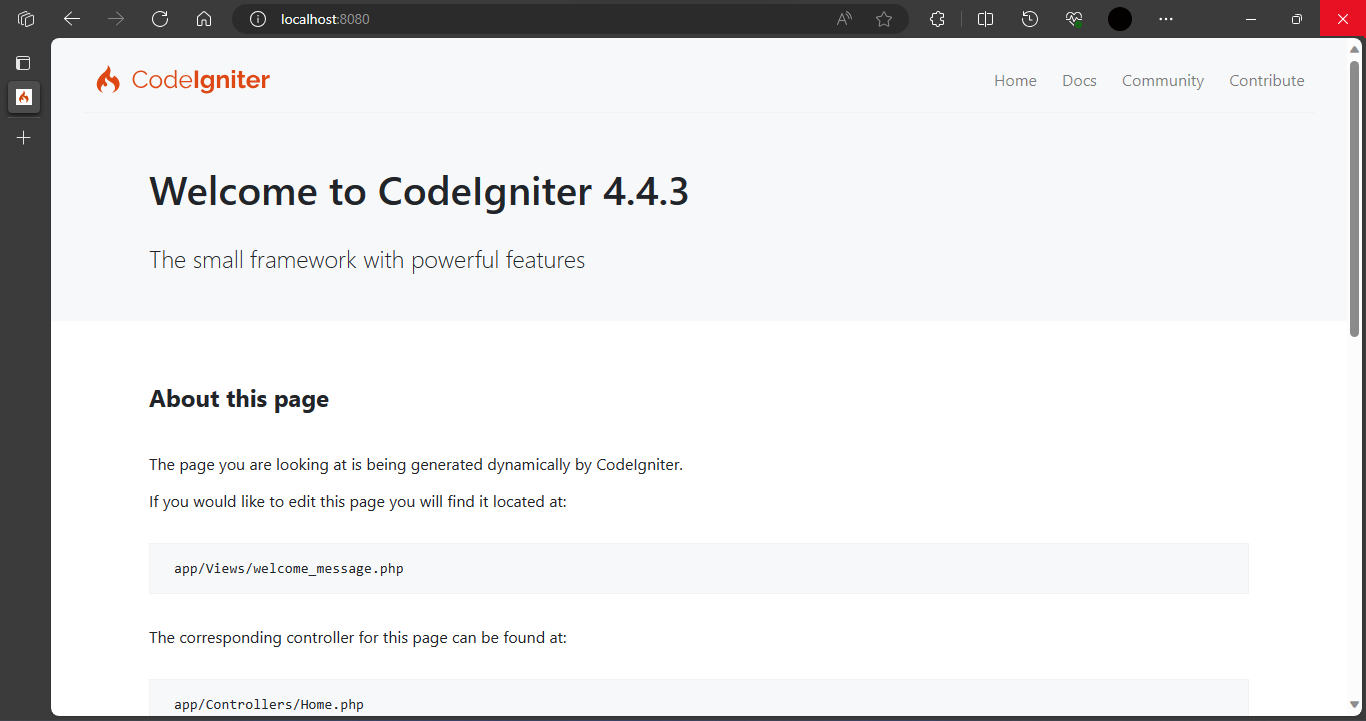 localhost:8080
CodeIgniter
Home Docs Community Contribute
Welcome to CodeIgniter 4.4.3
The small framework with powerful features
About this page
The page you are looking at is being generated dynamically by CodeIgniter.
If you would like to edit this page you will find it located at:
app/Views/welcome_message.php
The corresponding controller for this page can be found at:
app/Controllers/Home.php